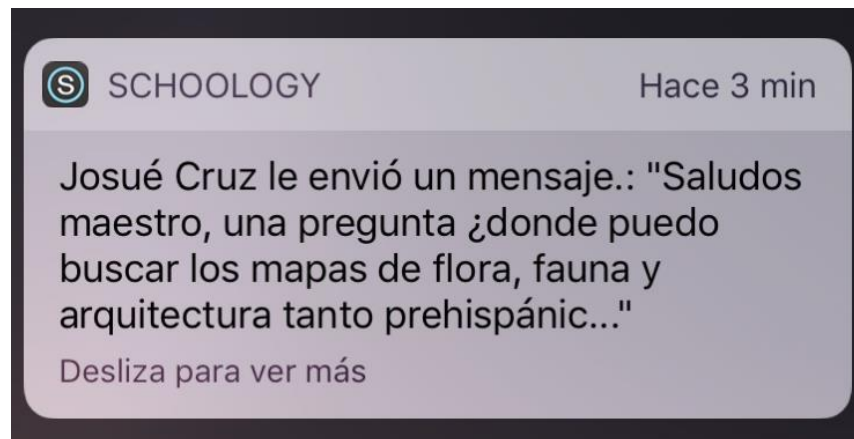 SCHOOLOGY Hace 3 min
Josué Cruz le envió un mensaje.: "Saludos
maestro, una pregunta ¿donde puedo
buscar los mapas de flora, fauna y
arquitectura tanto prehispánic..."
Desliza para ver más